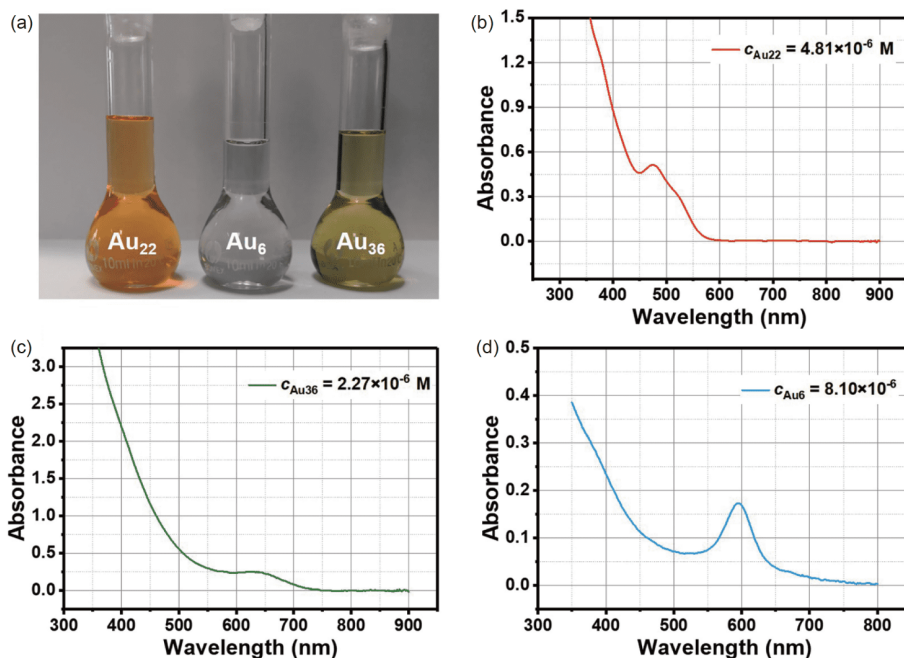 (a)
Au₂₂
Au₆
Au₃₆
(b)
c_Au22 = 4.81×10⁻⁶ M
1.5
1.2
0.9
0.6
0.3
0.0
Absorbance
300 400 500 600 700 800 900
Wavelength (nm)
(c)
c_Au36 = 2.27×10⁻⁶ M
3.0
2.5
2.0
1.5
1.0
0.5
0.0
Absorbance
300 400 500 600 700 800 900
Wavelength (nm)
(d)
c_Au6 = 8.10×10⁻⁶
0.5
0.4
0.3
0.2
0.1
0.0
Absorbance
300 400 500 600 700 800
Wavelength (nm)